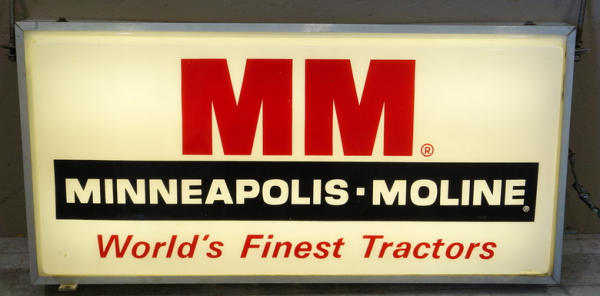 MM®
MINNEAPOLIS·MOLINE®
World's Finest Tractors